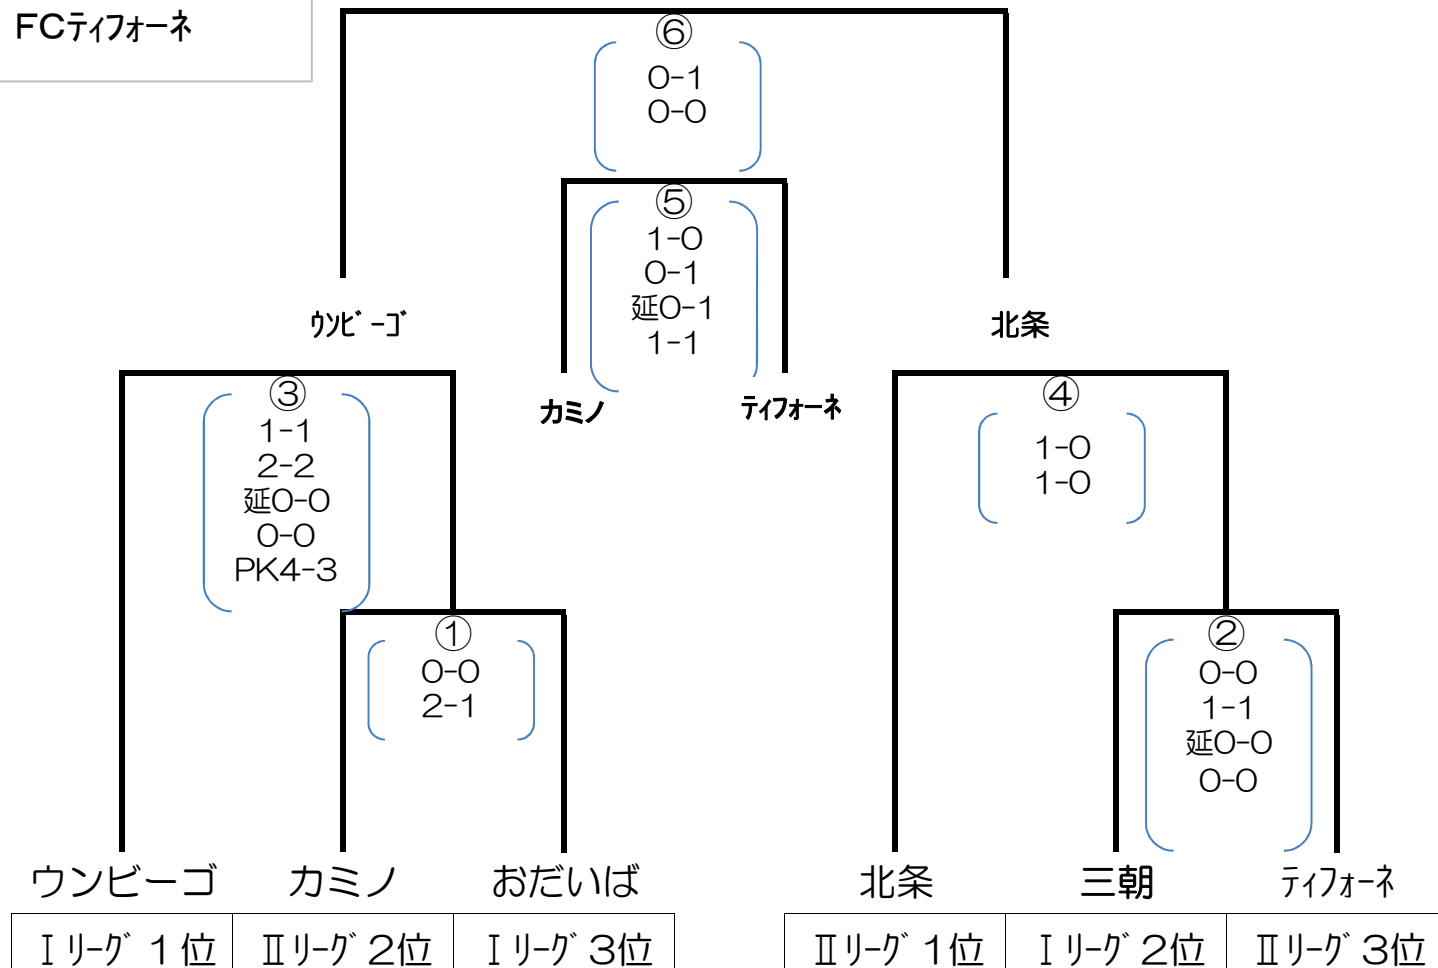 FCティフォーネ
⑥
0-1
0-0
⑤
1-0
0-1
延0-1
1-1
ウンビーゴ
北条
カミノ
ティフォーネ
③
1-1
2-2
延0-0
0-0
PK4-3
④
1-0
1-0
①
0-0
2-1
②
0-0
1-1
延0-0
0-0
ウンビーゴ カミノ おだいば 北条 三朝 ティフォーネ
Ⅰリーグ1位 Ⅱリーグ2位 Ⅰリーグ3位 Ⅱリーグ1位 Ⅰリーグ2位 Ⅱリーグ3位